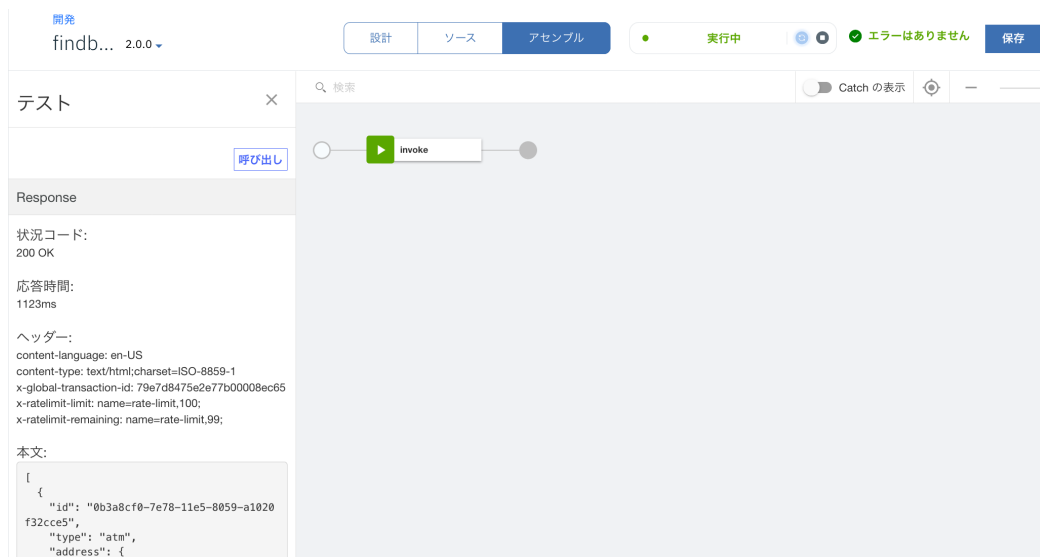 開発
findb... 2.0.0
設計 ソース アセンブル
実行中
エラーはありません
保存
テスト
検索
Catch の表示
呼び出し
invoke
Response
状況コード:
200 OK
応答時間:
1123ms
ヘッダー:
content-language: en-US
content-type: text/html;charset=ISO-8859-1
x-global-transaction-id: 79e7d8475e2e77b00008ec65
x-ratelimit-limit: name=rate-limit,100;
x-ratelimit-remaining: name=rate-limit,99;
本文:
[
{
"id": "0b3a8cf0-7e78-11e5-8059-a1020
f32cce5",
"type": "atm",
"address": {